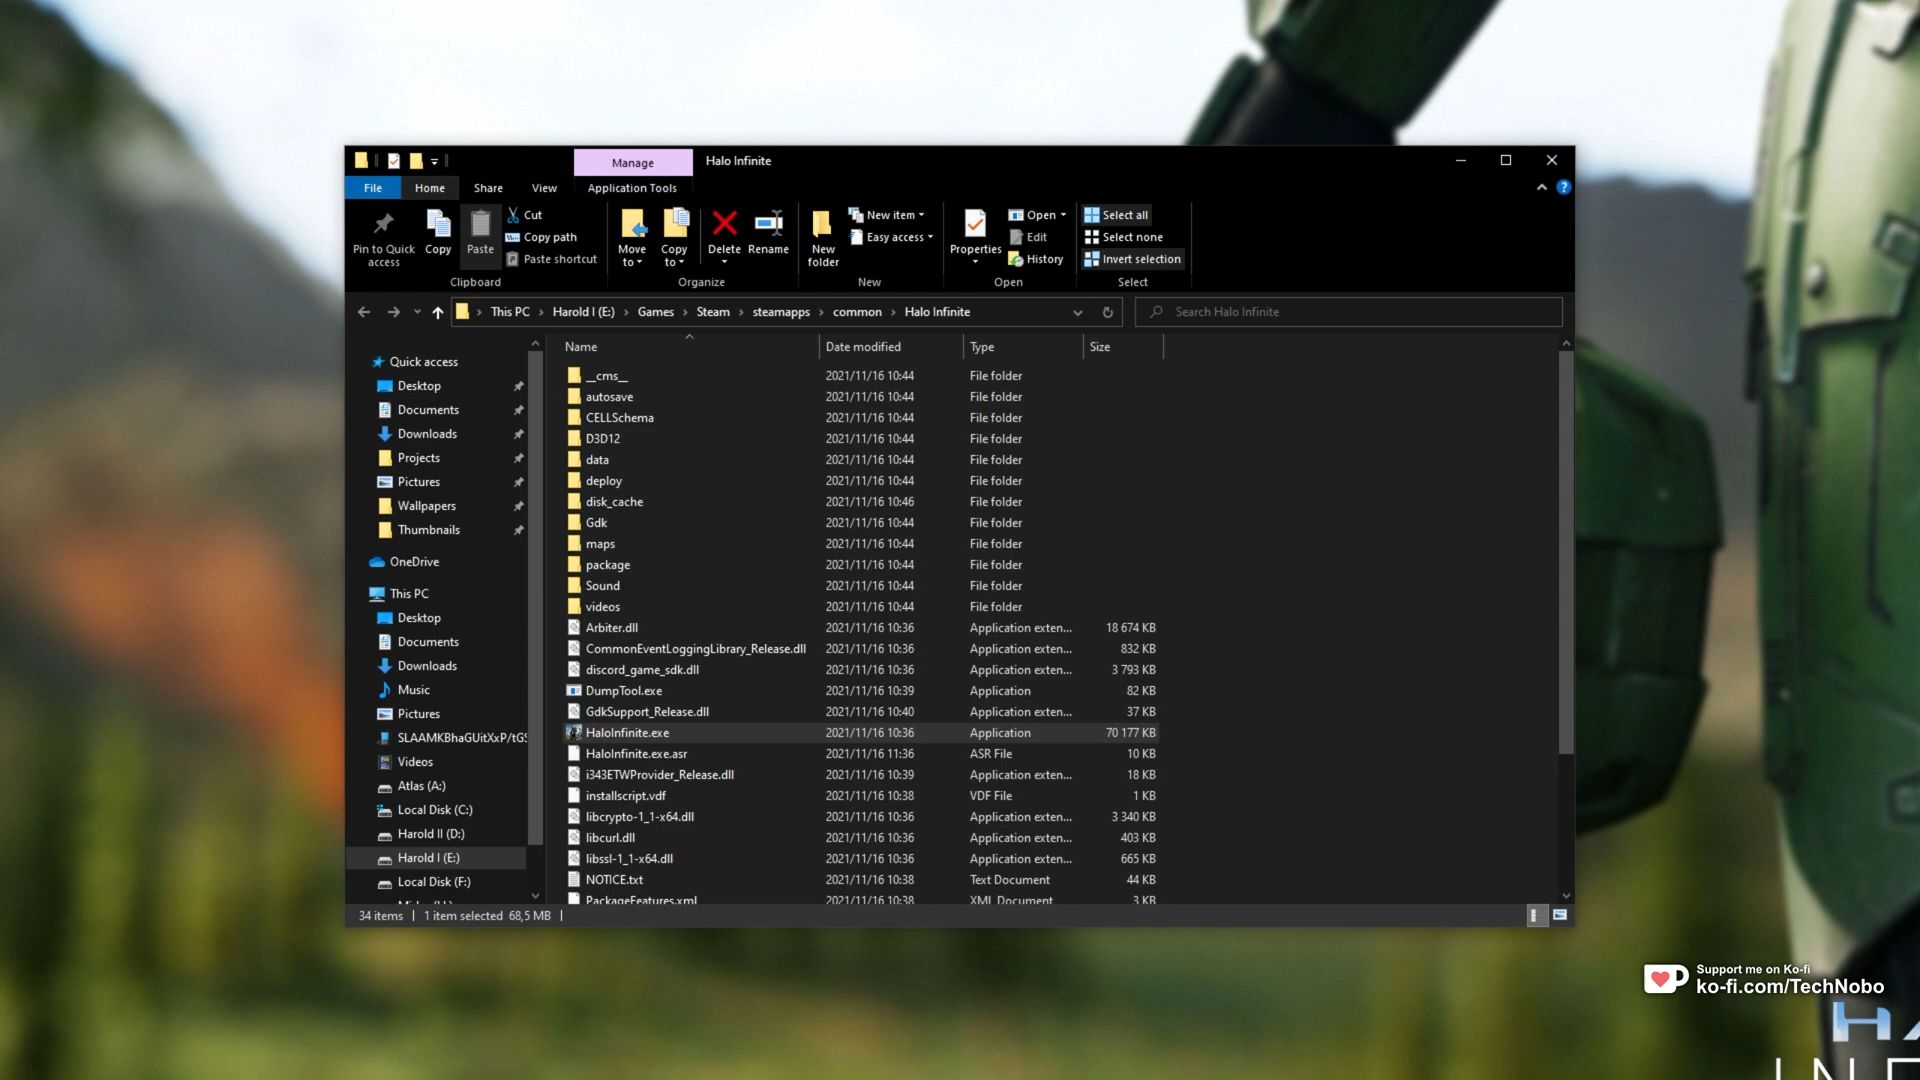 Manage
Halo Infinite
File
Home
Share
View
Application Tools
Pin to Quick access
Copy
Paste
Cut
Copy path
Paste shortcut
Clipboard
Move to
Copy to
Delete
Rename
Organize
New folder
New item
Easy access
New
Properties
Open
Edit
History
Open
Select all
Select none
Invert selection
Select
This PC > Harold I (E:) > Games > Steam > steamapps > common > Halo Infinite
Search Halo Infinite
Quick access
Desktop
Documents
Downloads
Projects
Pictures
Wallpapers
Thumbnails
OneDrive
This PC
Desktop
Documents
Downloads
Music
Pictures
SLAAMKBhaGUitXxP/tGS
Videos
Atlas (A:)
Local Disk (C:)
Harold II (D:)
Harold I (E:)
Local Disk (F:)
Name Date modified Type Size
__cms__ 2021/11/16 10:44 File folder
autosave 2021/11/16 10:44 File folder
CELLSchema 2021/11/16 10:44 File folder
D3D12 2021/11/16 10:44 File folder
data 2021/11/16 10:44 File folder
deploy 2021/11/16 10:44 File folder
disk_cache 2021/11/16 10:46 File folder
Gdk 2021/11/16 10:44 File folder
maps 2021/11/16 10:44 File folder
package 2021/11/16 10:44 File folder
Sound 2021/11/16 10:44 File folder
videos 2021/11/16 10:44 File folder
Arbiter.dll 2021/11/16 10:36 Application exten... 18 674 KB
CommonEventLoggingLibrary_Release.dll 2021/11/16 10:36 Application exten... 832 KB
discord_game_sdk.dll 2021/11/16 10:36 Application exten... 3 793 KB
DumpTool.exe 2021/11/16 10:39 Application 82 KB
GdkSupport_Release.dll 2021/11/16 10:40 Application exten... 37 KB
HaloInfinite.exe 2021/11/16 10:36 Application 70 177 KB
HaloInfinite.exe.asr 2021/11/16 11:36 ASR File 10 KB
i343ETWProvider_Release.dll 2021/11/16 10:39 Application exten... 18 KB
installscript.vdf 2021/11/16 10:38 VDF File 1 KB
libcrypto-1_1-x64.dll 2021/11/16 10:36 Application exten... 3 340 KB
libcurl.dll 2021/11/16 10:36 Application exten... 403 KB
libssl-1_1-x64.dll 2021/11/16 10:36 Application exten... 665 KB
NOTICE.txt 2021/11/16 10:38 Text Document 44 KB
PackageFeatures.xml 2021/11/16 10:38 XML Document 3 KB
34 items | 1 item selected 68,5 MB |
Support me on Ko-fi
ko-fi.com/TechNobo